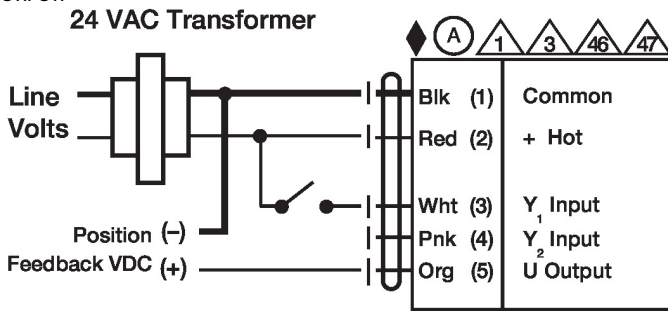 24 VAC Transformer
A 1 3 46 47
Line
Volts
Blk (1) Common
Red (2) + Hot
Wht (3) Y1 Input
Pnk (4) Y2 Input
Org (5) U Output
Position (–)
Feedback VDC (+)